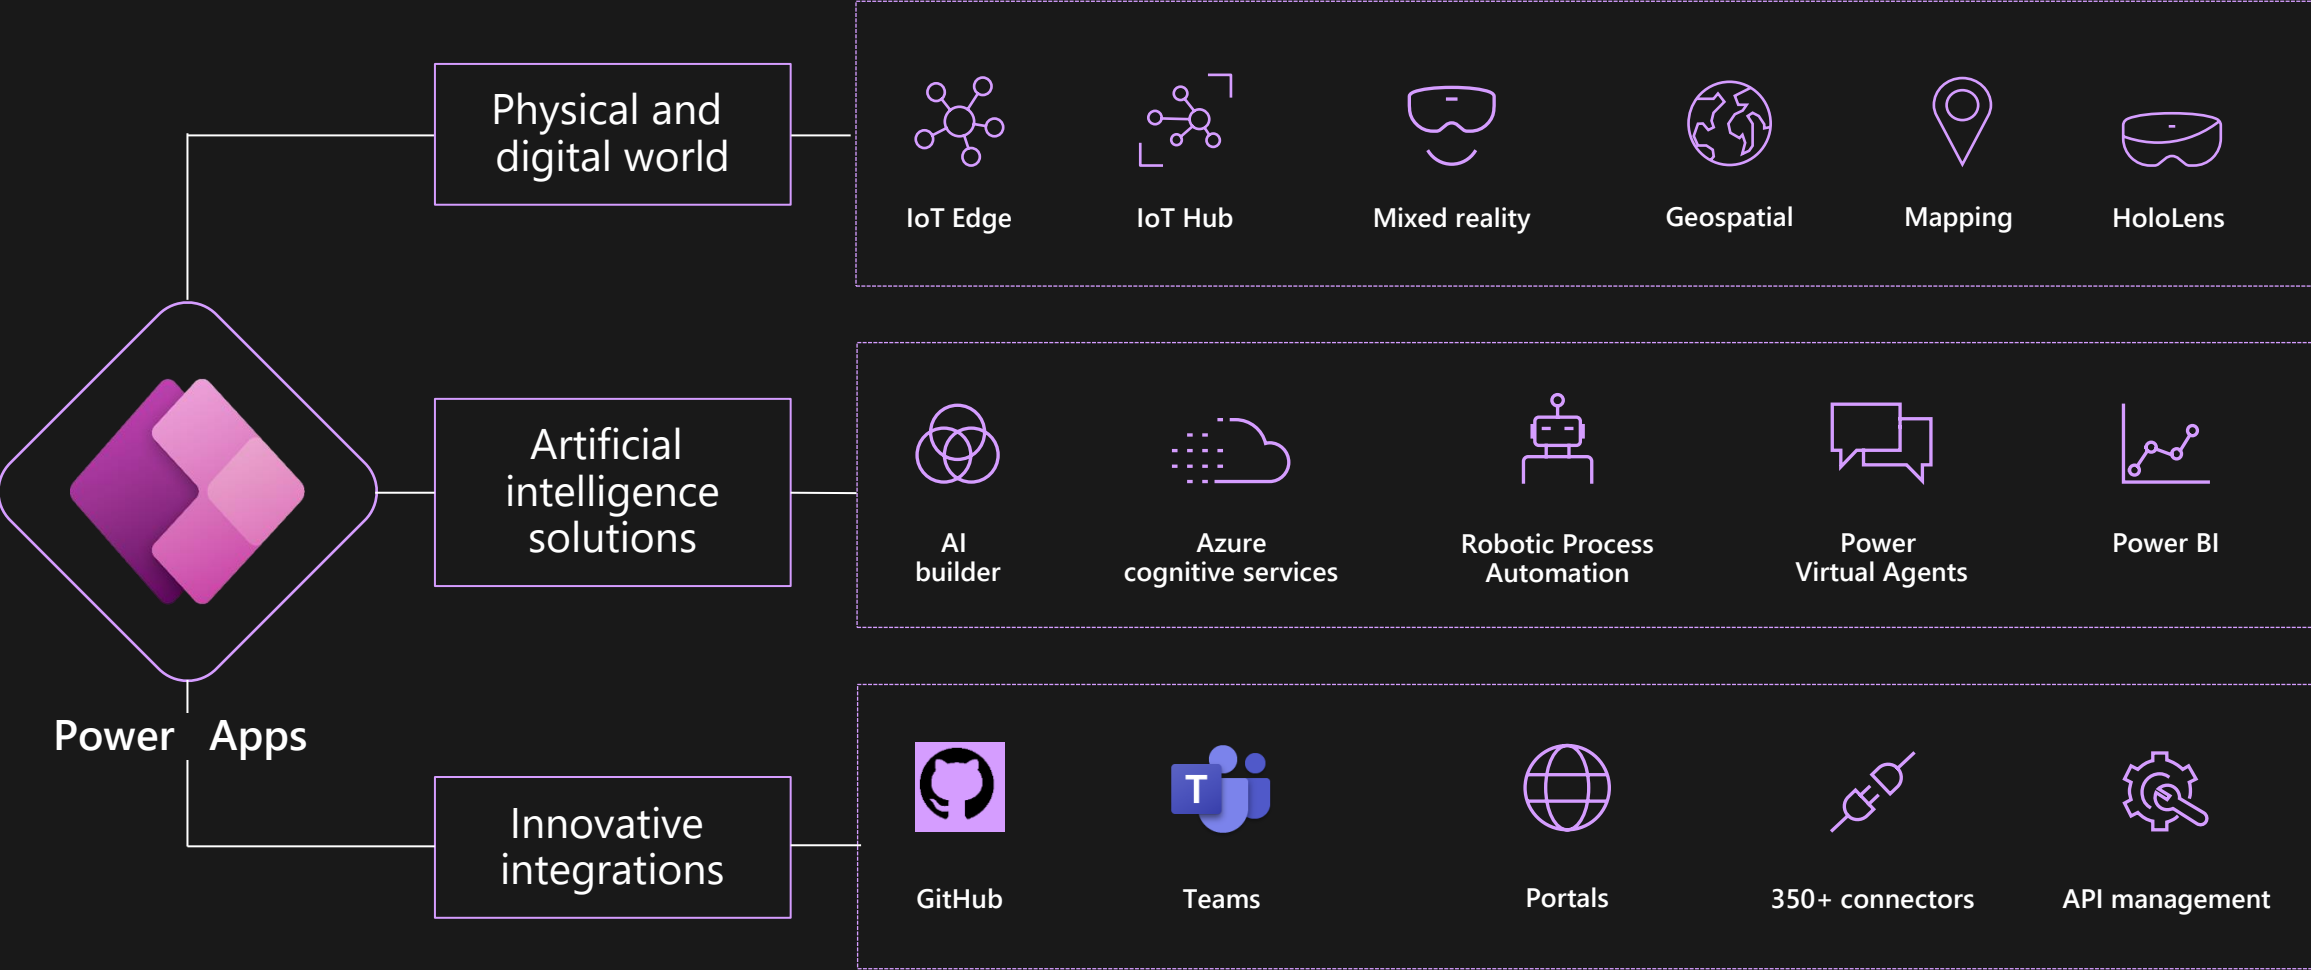 Physical and
digital world
IoT Edge
IoT Hub
Mixed reality
Geospatial
Mapping
HoloLens
Artificial
intelligence
solutions
AI
builder
Azure
cognitive services
Robotic Process
Automation
Power
Virtual Agents
Power BI
Power Apps
Innovative
integrations
T
GitHub
Teams
Portals
350+ connectors
API management